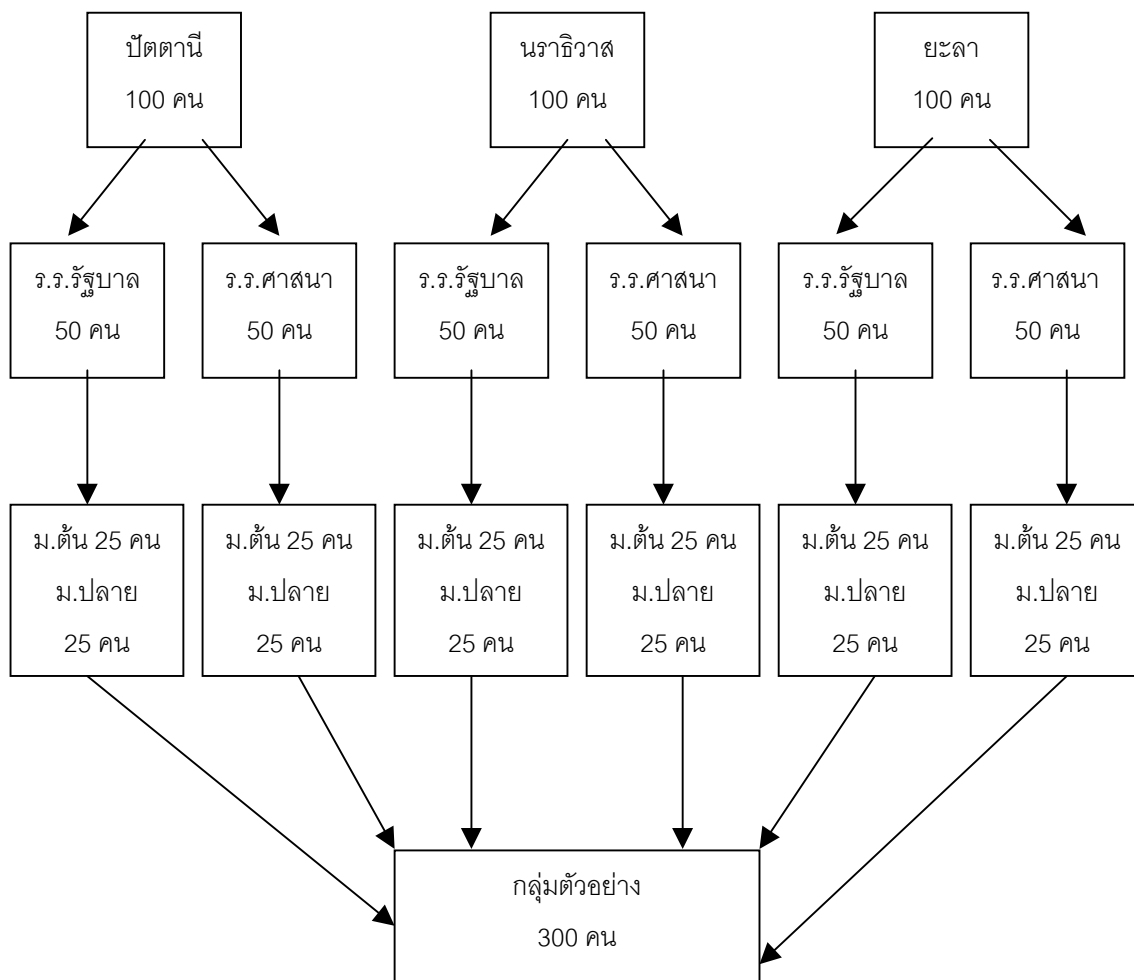 ปัตตานี
100 คน
นราธิวาส
100 คน
ยะลา
100 คน
ร.ร.รัฐบาล
50 คน
ร.ร.ศาสนา
50 คน
ร.ร.รัฐบาล
50 คน
ร.ร.ศาสนา
50 คน
ร.ร.รัฐบาล
50 คน
ร.ร.ศาสนา
50 คน
ม.ต้น 25 คน
ม.ปลาย
25 คน
ม.ต้น 25 คน
ม.ปลาย
25 คน
ม.ต้น 25 คน
ม.ปลาย
25 คน
ม.ต้น 25 คน
ม.ปลาย
25 คน
ม.ต้น 25 คน
ม.ปลาย
25 คน
ม.ต้น 25 คน
ม.ปลาย
25 คน
กลุ่มตัวอย่าง
300 คน